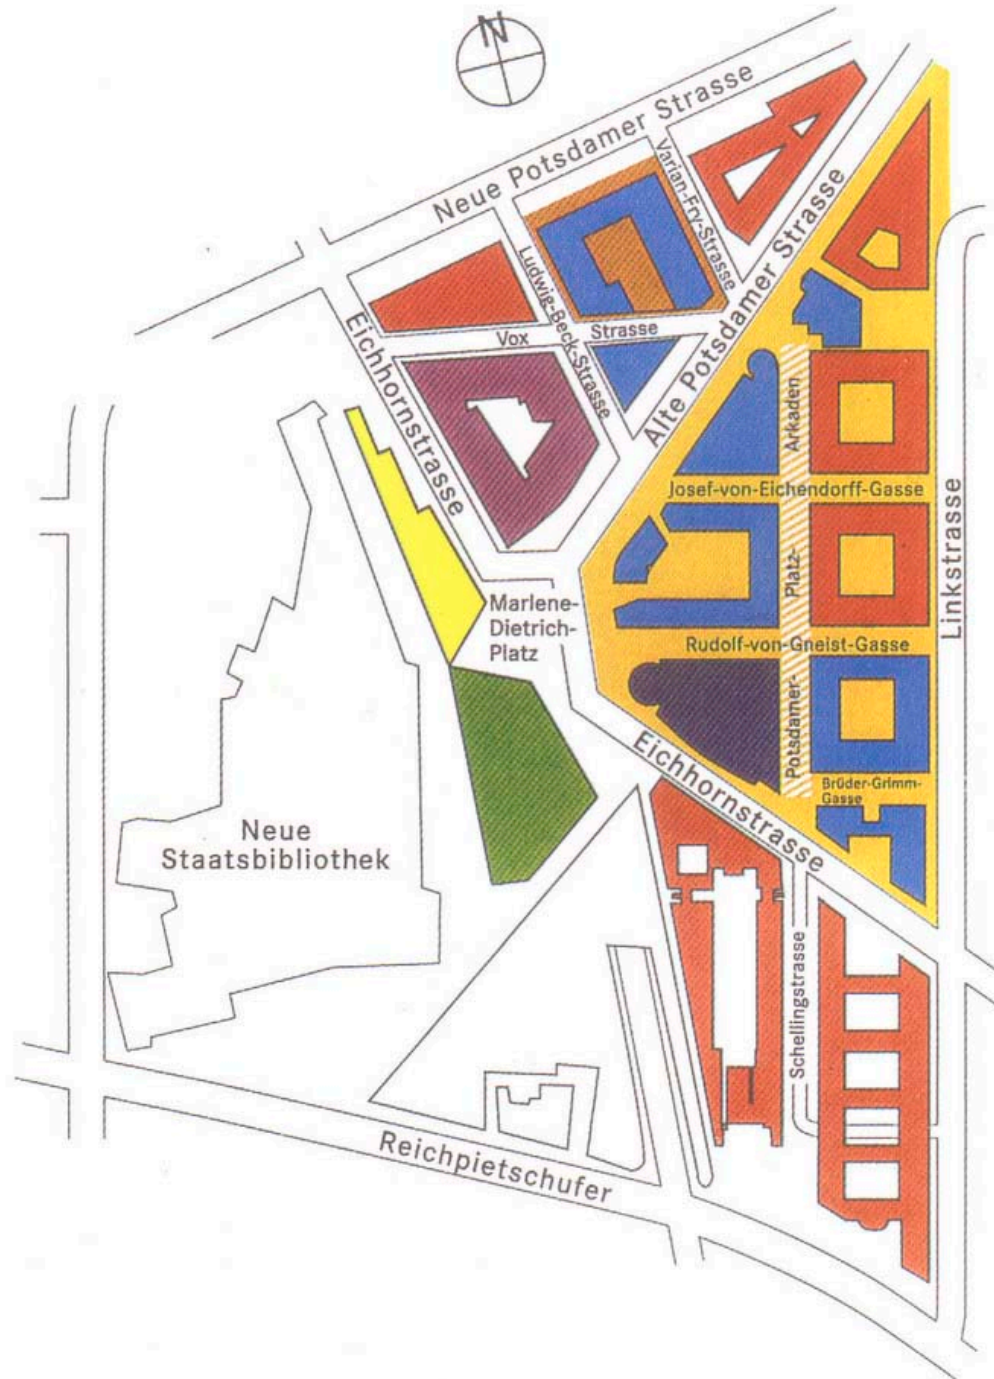 N
Neue Potsdamer Strasse
Varian-Fry-Strasse
Ludwig-Beck-Strasse
Vox Strasse
Eichhornstrasse
Alte Potsdamer Strasse
Arkaden
Josef-von-Eichendorff-Gasse
Platz-
Linkstrasse
Marlene-
Dietrich-
Platz
Rudolf-von-Gneist-Gasse
Potsdamer-
Eichhornstrasse
Brüder-Grimm-
Gasse
Neue
Staatsbibliothek
Schellingstrasse
Reichpietschufer